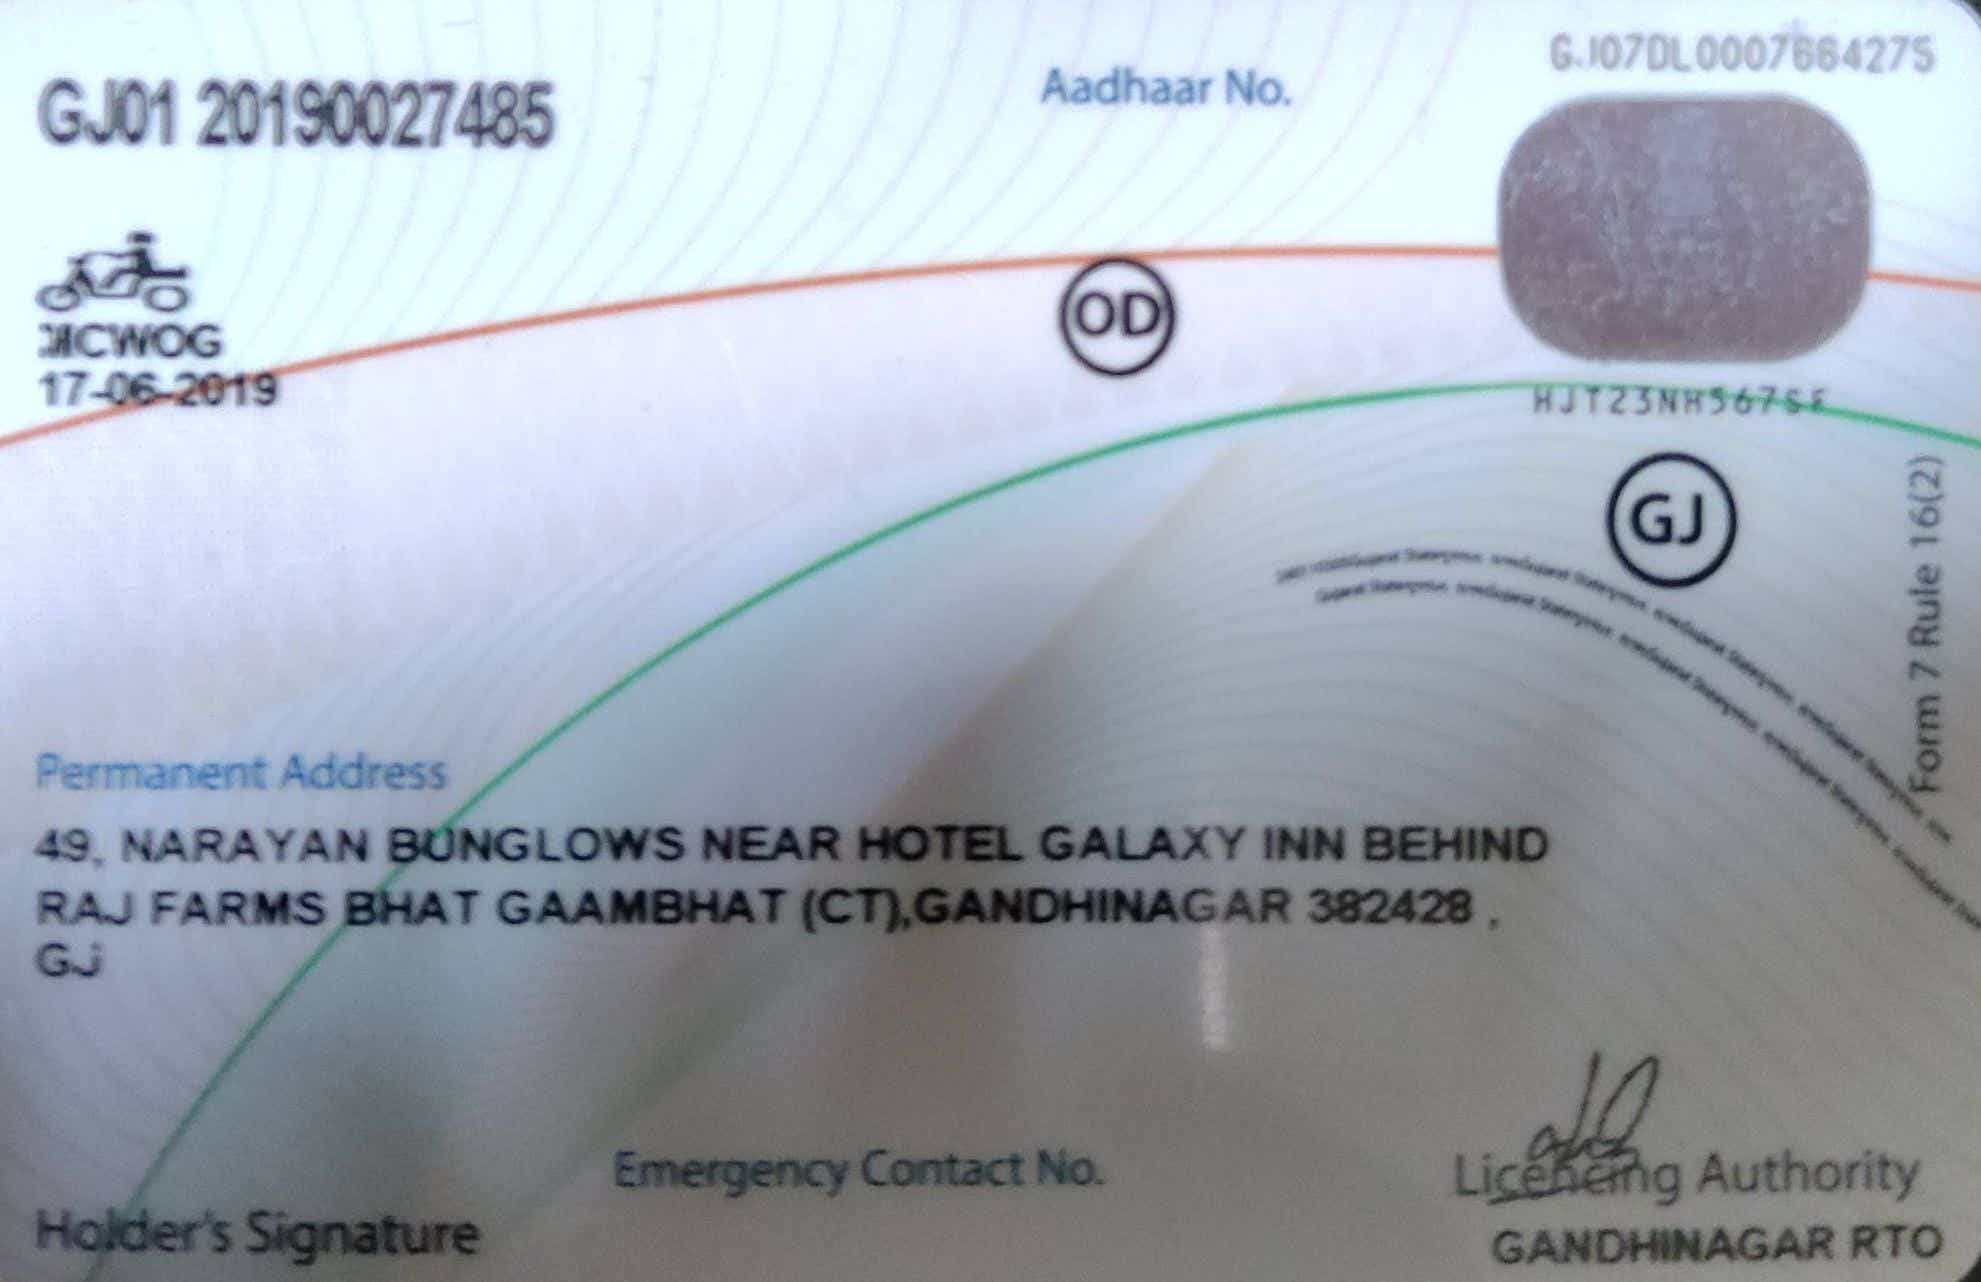 GJ01 20190027485
Aadhaar No.
GJ07DL0007664275
MCWOG
17-06-2019
OD
HJT23NH567SF
GJ
Form 7 Rule 16(2)
Permanent Address
49, NARAYAN BUNGLOWS NEAR HOTEL GALAXY INN BEHIND
RAJ FARMS BHAT GAAMBHAT (CT),GANDHINAGAR 382428 ,
GJ
Emergency Contact No.
Licencing Authority
Holder's Signature
GANDHINAGAR RTO